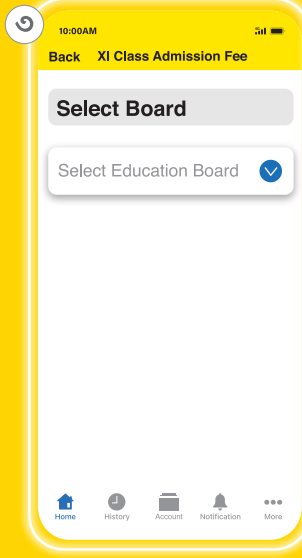 10:00AM
Back XI Class Admission Fee
Select Board
Select Education Board
Home History Account Notification More